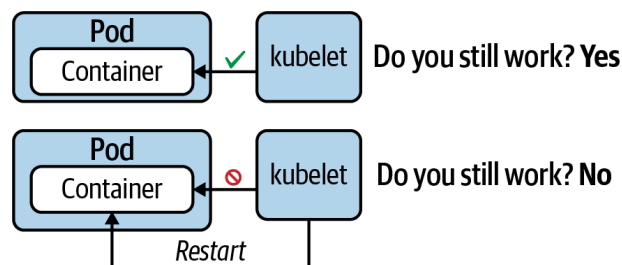 Pod
Container
kubelet
Do you still work? Yes
Pod
Container
kubelet
Do you still work? No
Restart